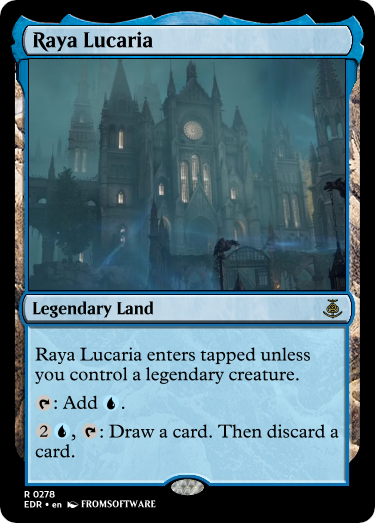 Raya Lucaria
Legendary Land
Raya Lucaria enters tapped unless
you control a legendary creature.
: Add .
2 , : Draw a card. Then discard a
card.
R 0278
EDR • en FROMSOFTWARE